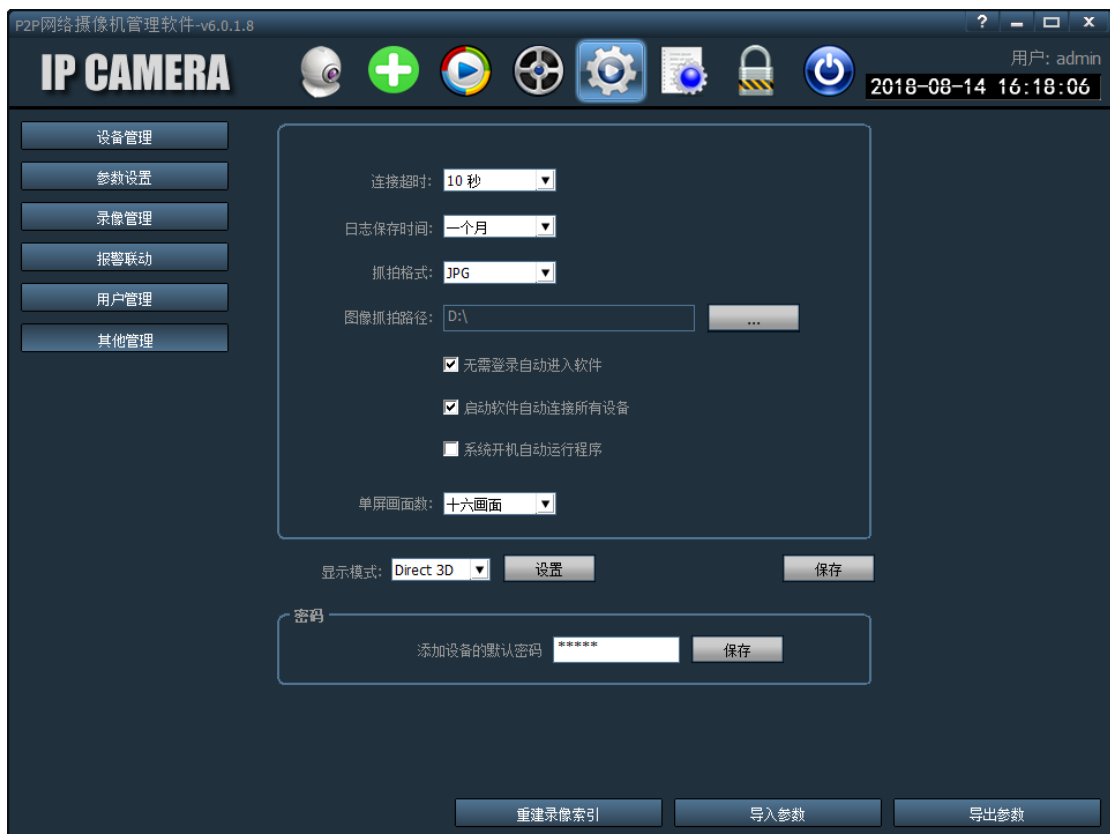 P2P网络摄像机管理软件-v6.0.1.8
? 
IP CAMERA
用户: admin
2018-08-14 16:18:06
设备管理
参数设置
录像管理
报警联动
用户管理
其他管理
连接超时: 10 秒
日志保存时间: 一个月
抓拍格式: JPG
图像抓拍路径: D:\ ...
无需登录自动进入软件
启动软件自动连接所有设备
系统开机自动运行程序
单屏画面数: 十六画面
显示模式: Direct 3D 设置 保存
密码
添加设备的默认密码 ***** 保存
重建录像索引 导入参数 导出参数